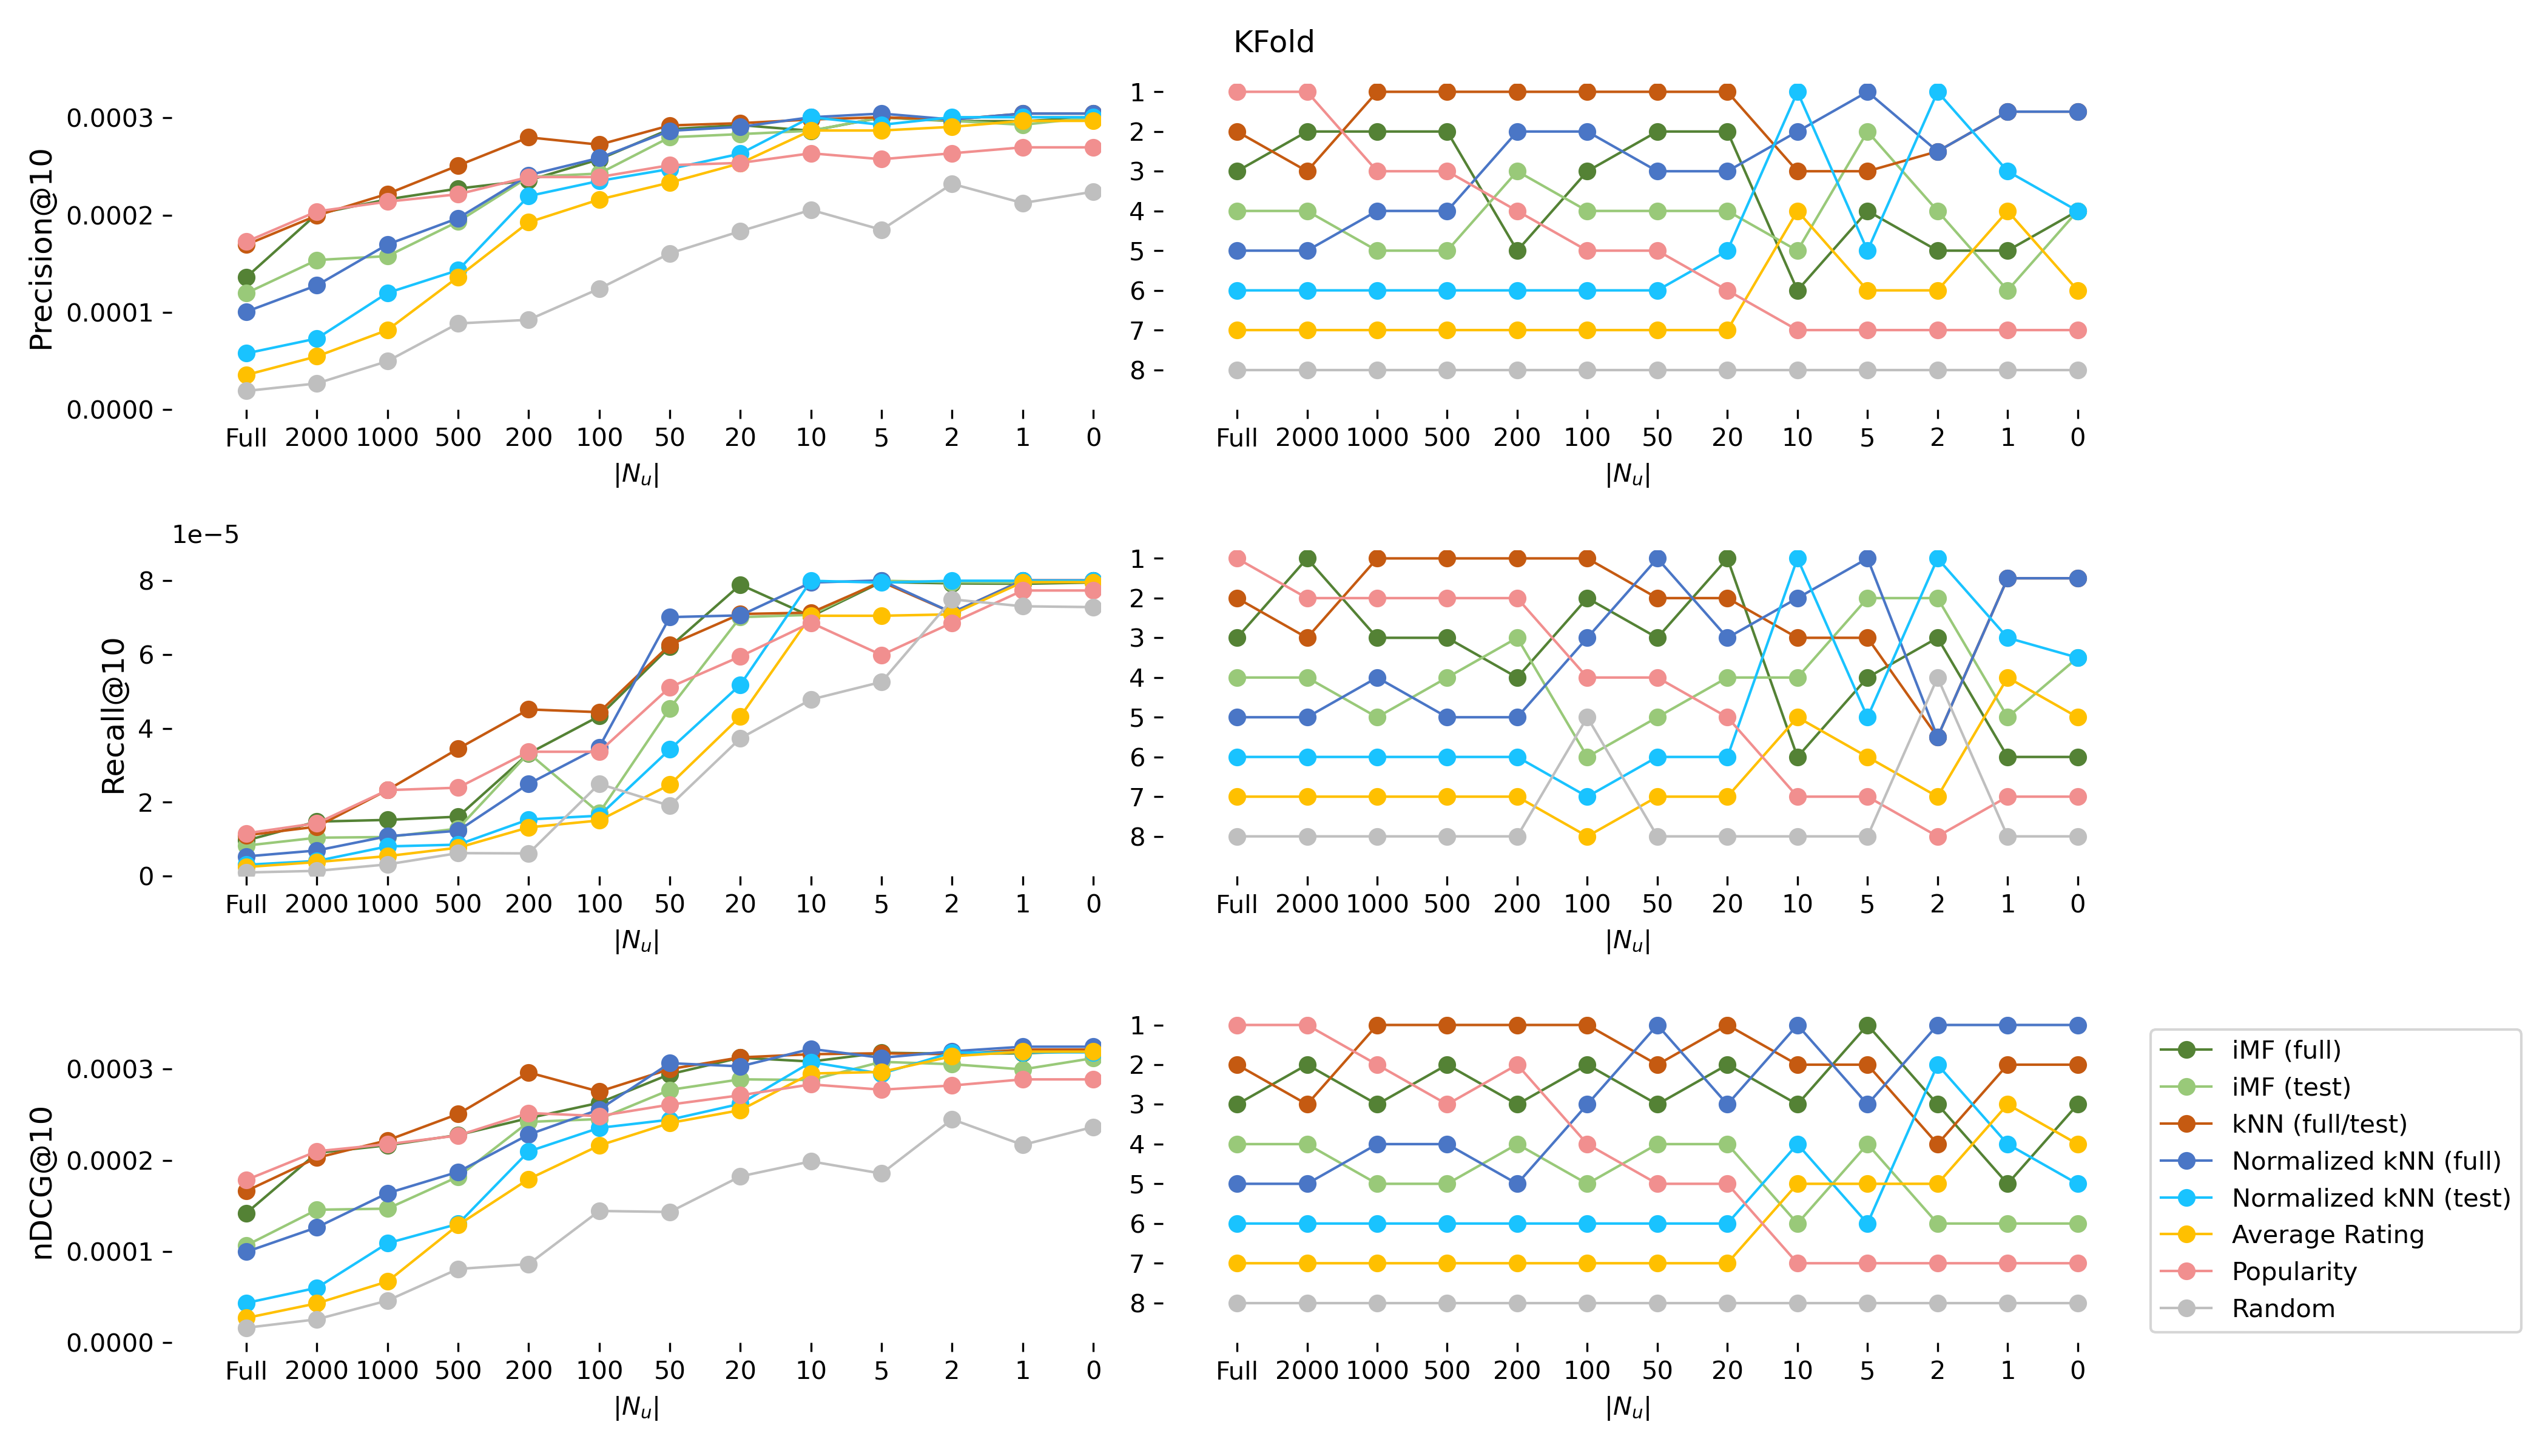 KFold
Precision@10
0.0003
0.0002
0.0001
0.0000
Full 2000 1000 500 200 100 50 20 10 5 2 1 0
|N_u|
1
2
3
4
5
6
7
8
Full 2000 1000 500 200 100 50 20 10 5 2 1 0
|N_u|
Recall@10
1e−5
8
6
4
2
0
Full 2000 1000 500 200 100 50 20 10 5 2 1 0
|N_u|
1
2
3
4
5
6
7
8
Full 2000 1000 500 200 100 50 20 10 5 2 1 0
|N_u|
nDCG@10
0.0003
0.0002
0.0001
0.0000
Full 2000 1000 500 200 100 50 20 10 5 2 1 0
|N_u|
1
2
3
4
5
6
7
8
Full 2000 1000 500 200 100 50 20 10 5 2 1 0
|N_u|
iMF (full)
iMF (test)
kNN (full/test)
Normalized kNN (full)
Normalized kNN (test)
Average Rating
Popularity
Random